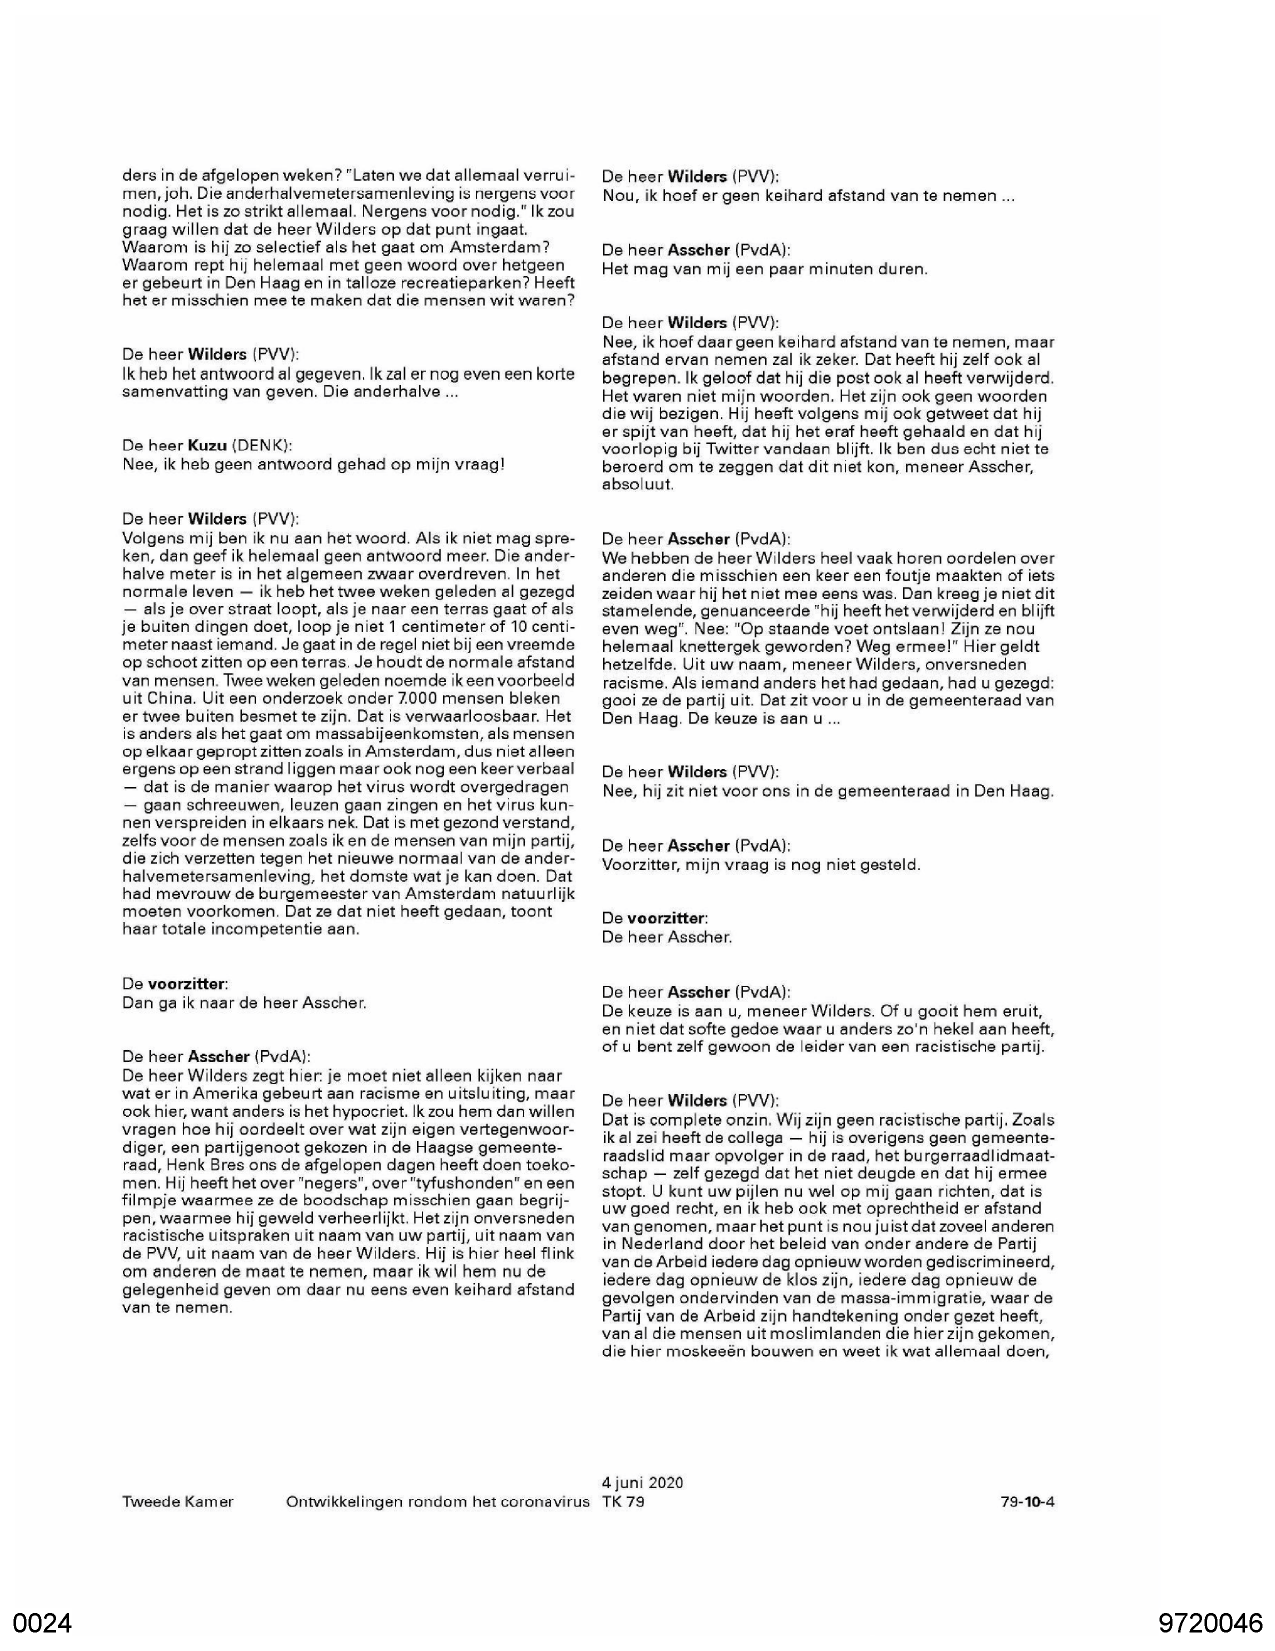 ders in de afgelopen weken? "Laten we dat allemaal verrui-
men, joh. Die anderhalvemetersamenleving is nergens voor
nodig. Het is zo strikt allemaal. Nergens voor nodig." Ik zou
graag willen dat de heer Wilders op dat punt ingaat.
Waarom is hij zo selectief als het gaat om Amsterdam?
Waarom rept hij helemaal met geen woord over hetgeen
er gebeurt in Den Haag en in talloze recreatieparken? Heeft
het er misschien mee te maken dat die mensen wit waren?
De heer Wilders (PVV):
Ik heb het antwoord al gegeven. Ik zal er nog even een korte
samenvatting van geven. Die anderhalve ...
De heer Kuzu (DENK):
Nee, ik heb geen antwoord gehad op mijn vraag!
De heer Wilders (PVV):
Volgens mij ben ik nu aan het woord. Als ik niet mag spre-
ken, dan geef ik helemaal geen antwoord meer. Die ander-
halve meter is in het algemeen zwaar overdreven. In het
normale leven — ik heb het twee weken geleden al gezegd
— als je over straat loopt, als je naar een terras gaat of als
je buiten dingen doet, loop je niet 1 centimeter of 10 centi-
meter naast iemand. Je gaat in de regel niet bij een vreemde
op schoot zitten op een terras. Je houdt de normale afstand
van mensen. Twee weken geleden noemde ik een voorbeeld
uit China. Uit een onderzoek onder 7.000 mensen bleken
er twee buiten besmet te zijn. Dat is verwaarloosbaar. Het
is anders als het gaat om massabijeenkomsten, als mensen
op elkaar gepropt zitten zoals in Amsterdam, dus niet alleen
ergens op een strand liggen maar ook nog een keer verbaal
— dat is de manier waarop het virus wordt overgedragen
— gaan schreeuwen, leuzen gaan zingen en het virus kun-
nen verspreiden in elkaars nek. Dat is met gezond verstand,
zelfs voor de mensen zoals ik en de mensen van mijn partij,
die zich verzetten tegen het nieuwe normaal van de ander-
halvemetersamenleving, het domste wat je kan doen. Dat
had mevrouw de burgemeester van Amsterdam natuurlijk
moeten voorkomen. Dat ze dat niet heeft gedaan, toont
haar totale incompetentie aan.
De voorzitter:
Dan ga ik naar de heer Asscher.
De heer Asscher (PvdA):
De heer Wilders zegt hier: je moet niet alleen kijken naar
wat er in Amerika gebeurt aan racisme en uitsluiting, maar
ook hier, want anders is het hypocriet. Ik zou hem dan willen
vragen hoe hij oordeelt over wat zijn eigen vertegenwoor-
diger, een partijgenoot gekozen in de Haagse gemeente-
raad, Henk Bres ons de afgelopen dagen heeft doen toeko-
men. Hij heeft het over "negers", over "tyfushonden" en een
filmpje waarmee ze de boodschap misschien gaan begrij-
pen, waarmee hij geweld verheerlijkt. Het zijn onversneden
racistische uitspraken uit naam van uw partij, uit naam van
de PVV, uit naam van de heer Wilders. Hij is hier heel flink
om anderen de maat te nemen, maar ik wil hem nu de
gelegenheid geven om daar nu eens even keihard afstand
van te nemen.
De heer Wilders (PVV):
Nou, ik hoef er geen keihard afstand van te nemen ...
De heer Asscher (PvdA):
Het mag van mij een paar minuten duren.
De heer Wilders (PVV):
Nee, ik hoef daar geen keihard afstand van te nemen, maar
afstand ervan nemen zal ik zeker. Dat heeft hij zelf ook al
begrepen. Ik geloof dat hij die post ook al heeft verwijderd.
Het waren niet mijn woorden. Het zijn ook geen woorden
die wij bezigen. Hij heeft volgens mij ook getweet dat hij
er spijt van heeft, dat hij het eraf heeft gehaald en dat hij
voorlopig bij Twitter vandaan blijft. Ik ben dus echt niet te
beroerd om te zeggen dat dit niet kon, meneer Asscher,
absoluut.
De heer Asscher (PvdA):
We hebben de heer Wilders heel vaak horen oordelen over
anderen die misschien een keer een foutje maakten of iets
zeiden waar hij het niet mee eens was. Dan kreeg je niet dit
stamelende, genuanceerde "hij heeft het verwijderd en blijft
even weg". Nee: "Op staande voet ontslaan! Zijn ze nou
helemaal knettergek geworden? Weg ermee!" Hier geldt
hetzelfde. Uit uw naam, meneer Wilders, onversneden
racisme. Als iemand anders het had gedaan, had u gezegd:
gooi ze de partij uit. Dat zit voor u in de gemeenteraad van
Den Haag. De keuze is aan u ...
De heer Wilders (PVV):
Nee, hij zit niet voor ons in de gemeenteraad in Den Haag.
De heer Asscher (PvdA):
Voorzitter, mijn vraag is nog niet gesteld.
De voorzitter:
De heer Asscher.
De heer Asscher (PvdA):
De keuze is aan u, meneer Wilders. Of u gooit hem eruit,
en niet dat softe gedoe waar u anders zo'n hekel aan heeft,
of u bent zelf gewoon de leider van een racistische partij.
De heer Wilders (PVV):
Dat is complete onzin. Wij zijn geen racistische partij. Zoals
ik al zei heeft de collega — hij is overigens geen gemeente-
raadslid maar opvolger in de raad, het burgerraadlidmaat-
schap — zelf gezegd dat het niet deugde en dat hij ermee
stopt. U kunt uw pijlen nu wel op mij gaan richten, dat is
uw goed recht, en ik heb ook met oprechtheid er afstand
van genomen, maar het punt is nou juist dat zoveel anderen
in Nederland door het beleid van onder andere de Partij
van de Arbeid iedere dag opnieuw worden gediscrimineerd,
iedere dag opnieuw de klos zijn, iedere dag opnieuw de
gevolgen ondervinden van de massa-immigratie, waar de
Partij van de Arbeid zijn handtekening onder gezet heeft,
van al die mensen uit moslimlanden die hier zijn gekomen,
die hier moskeeën bouwen en weet ik wat allemaal doen,
4 juni 2020
Tweede Kamer Ontwikkelingen rondom het coronavirus TK 79 79-10-4
0024 9720046